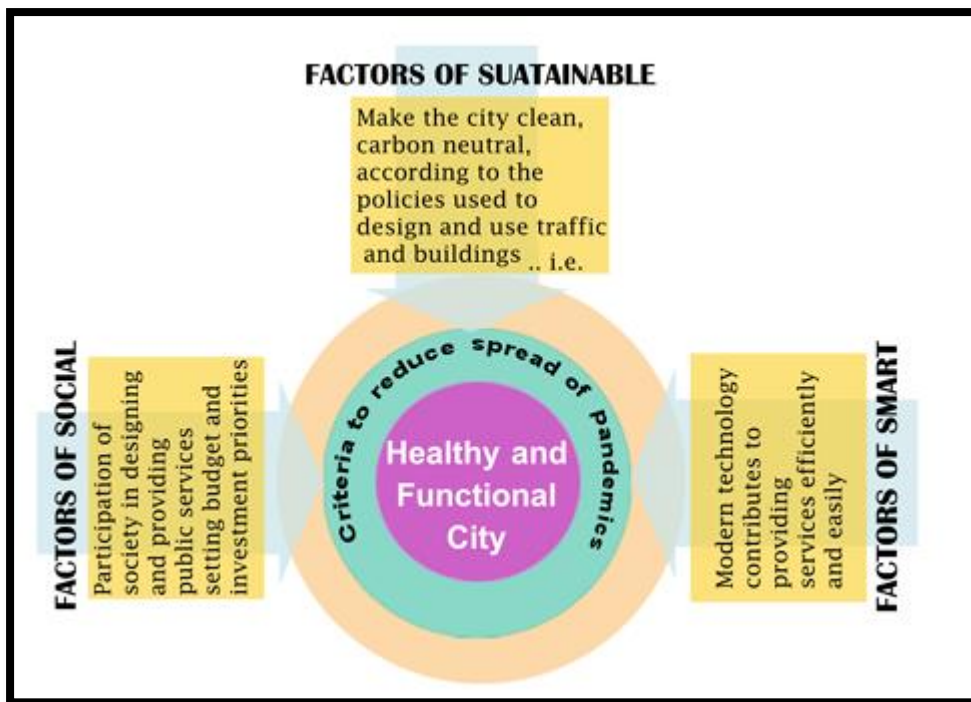 FACTORS OF SUATAINABLE
Make the city clean,
carbon neutral,
according to the
policies used to
design and use traffic
and buildings .. i.e.
FACTORS OF SOCIAL
Participation of
society in designing
and providing
public services
setting budget and
investment priorities
Criteria to reduce spread of pandemics
Healthy and
Functional
City
Modern technology
contributes to
providing
services efficiently
and easily
FACTORS OF SMART